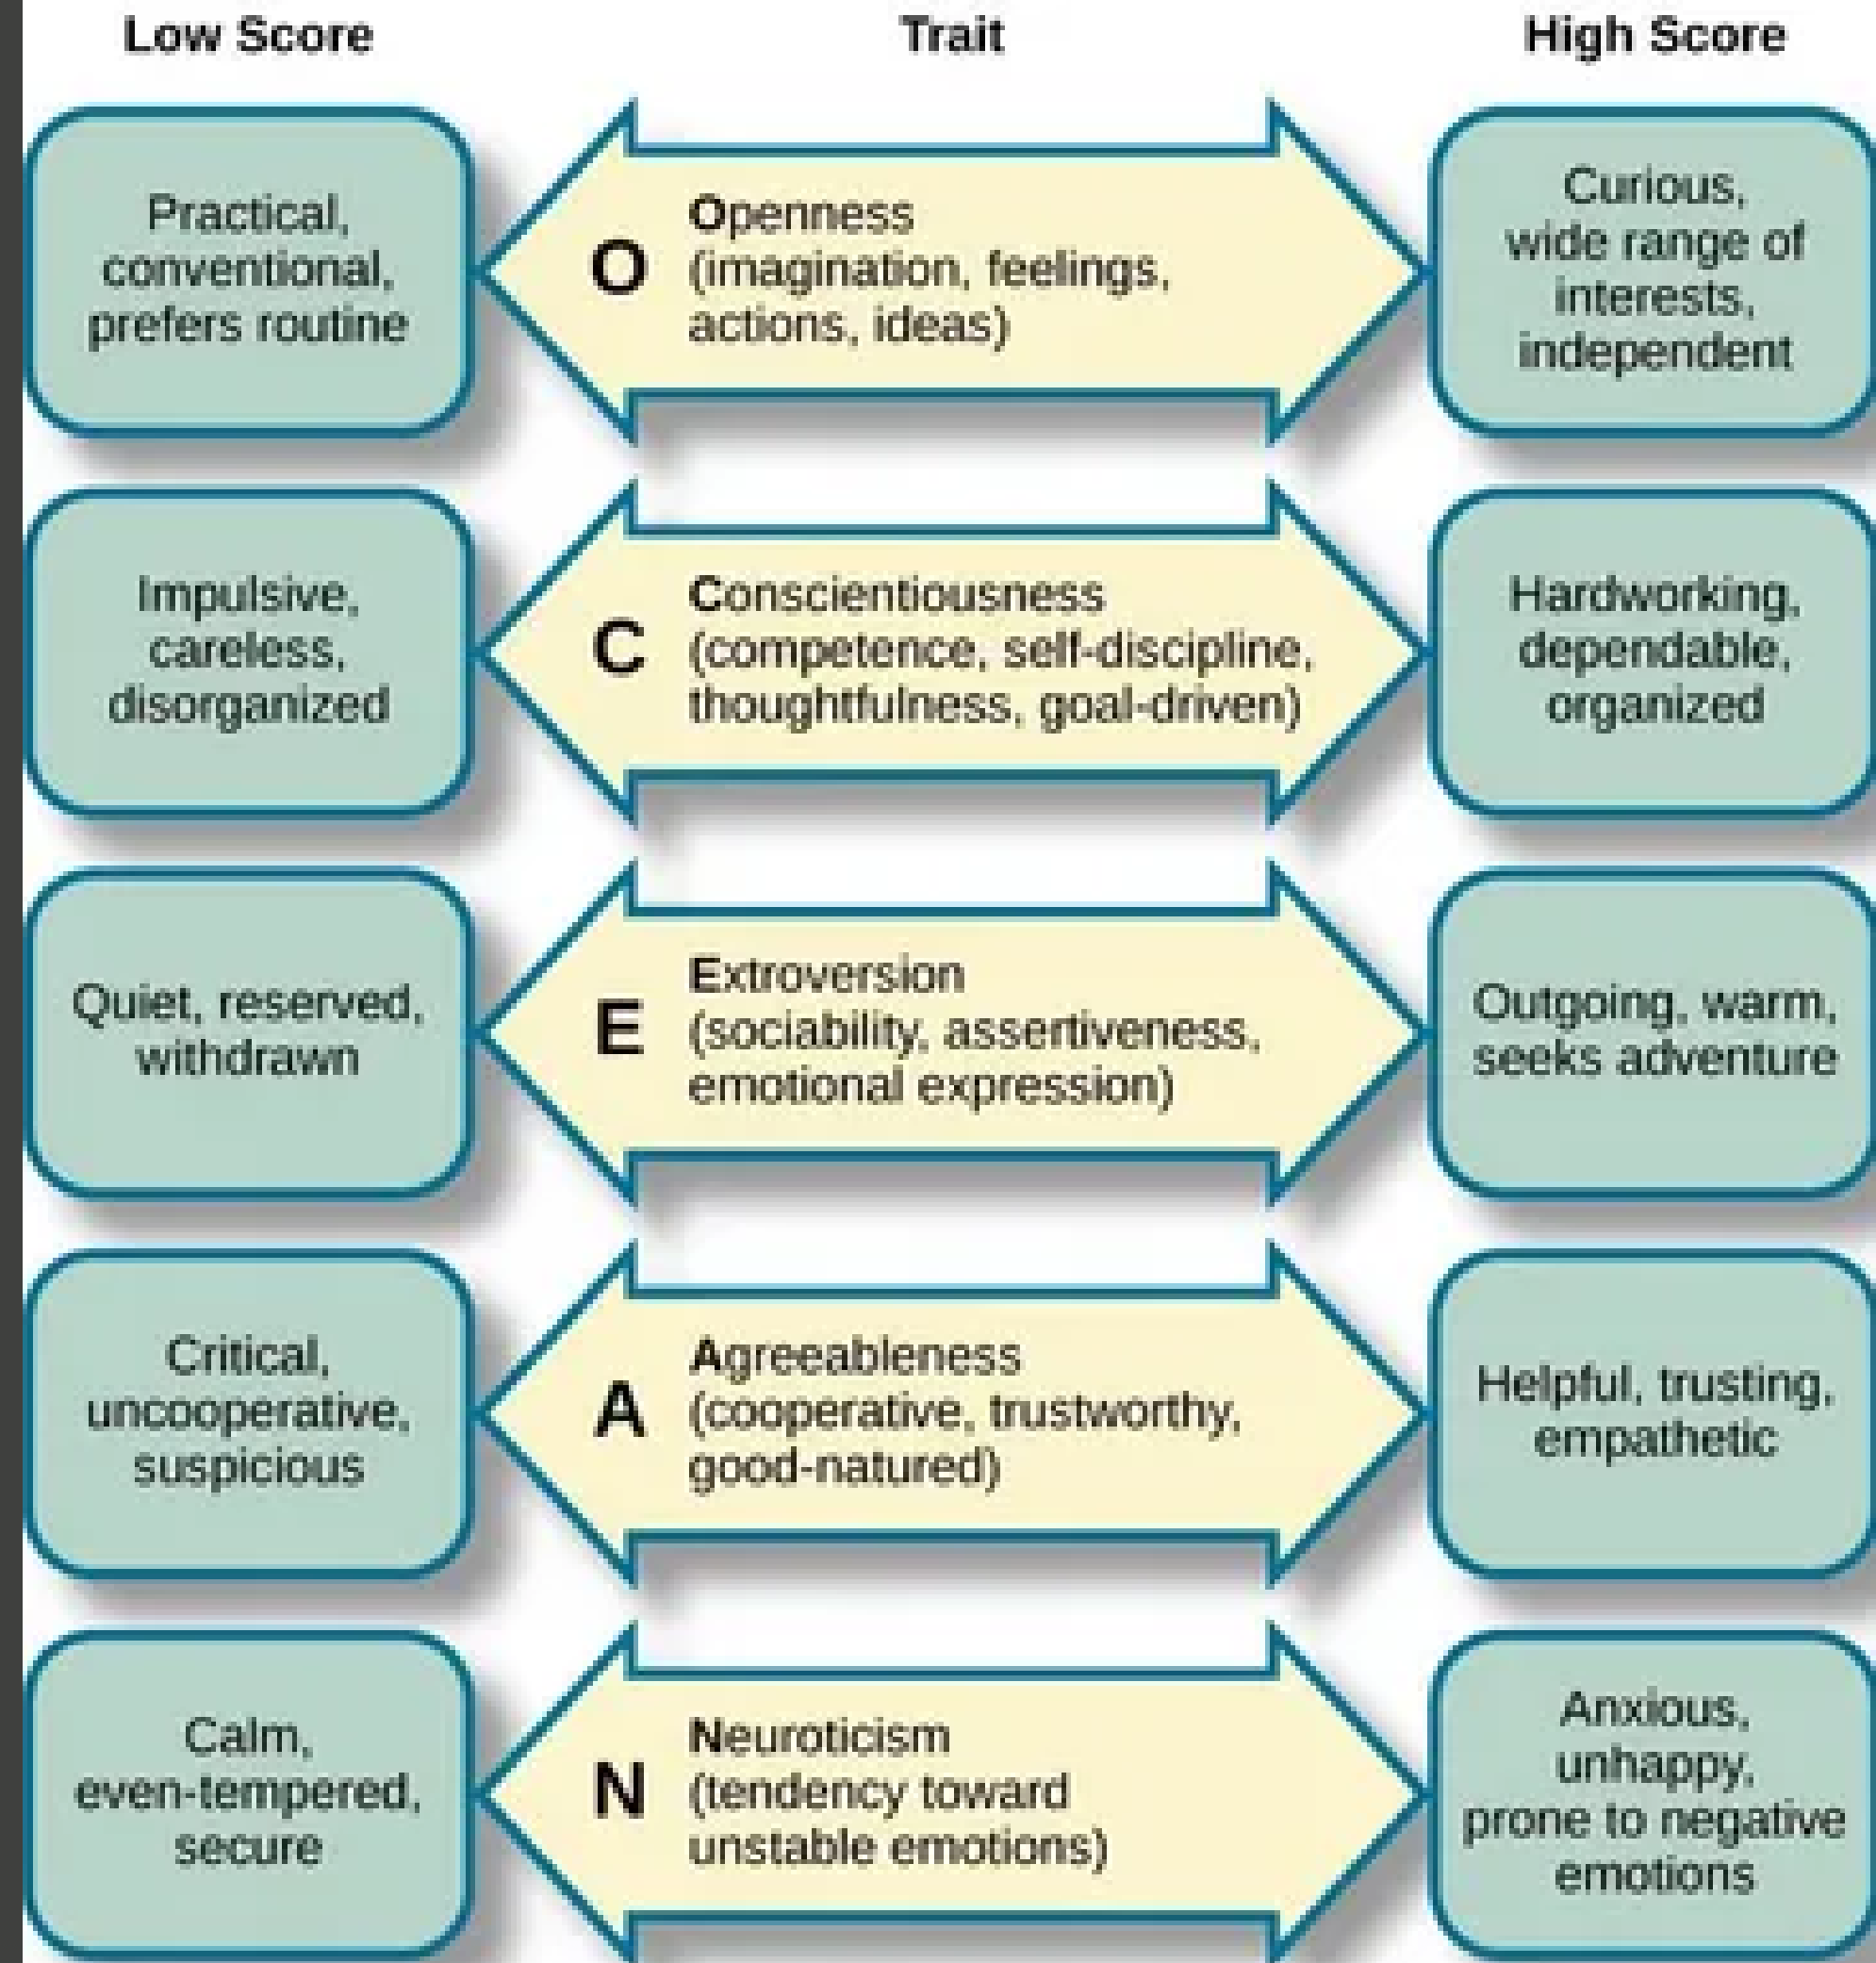 Low Score
Trait
High Score
Practical,
conventional,
prefers routine
O
Openness
(imagination, feelings,
actions, ideas)
Curious,
wide range of
interests,
independent
Impulsive,
careless,
disorganized
C
Conscientiousness
(competence, self-discipline,
thoughtfulness, goal-driven)
Hardworking,
dependable,
organized
Quiet, reserved,
withdrawn
E
Extroversion
(sociability, assertiveness,
emotional expression)
Outgoing, warm,
seeks adventure
Critical,
uncooperative,
suspicious
A
Agreeableness
(cooperative, trustworthy,
good-natured)
Helpful, trusting,
empathetic
Calm,
even-tempered,
secure
N
Neuroticism
(tendency toward
unstable emotions)
Anxious,
unhappy,
prone to negative
emotions